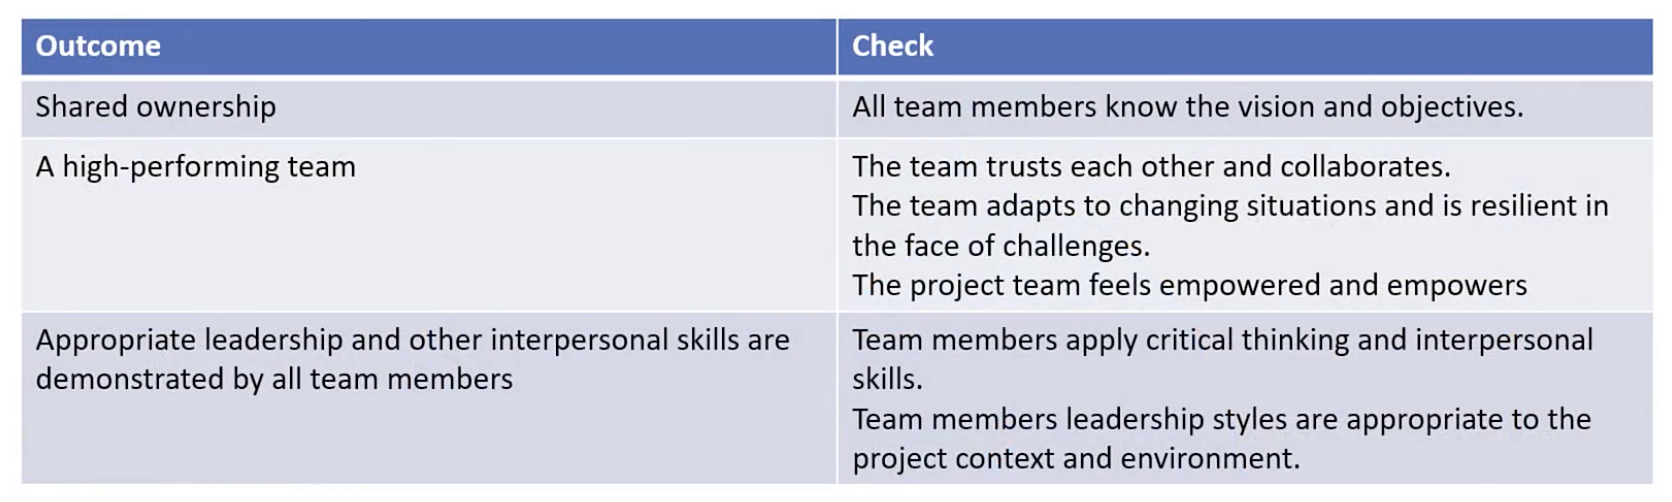 Outcome
Check
Shared ownership
All team members know the vision and objectives.
A high-performing team
The team trusts each other and collaborates.
The team adapts to changing situations and is resilient in
the face of challenges.
The project team feels empowered and empowers
Appropriate leadership and other interpersonal skills are
demonstrated by all team members
Team members apply critical thinking and interpersonal
skills.
Team members leadership styles are appropriate to the
project context and environment.